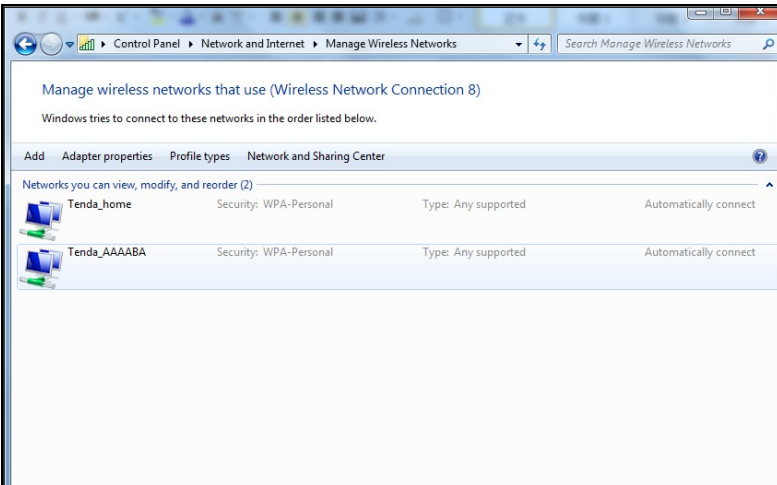 Control Panel ▸ Network and Internet ▸ Manage Wireless Networks Search Manage Wireless Networks
Manage wireless networks that use (Wireless Network Connection 8)
Windows tries to connect to these networks in the order listed below.
Add Adapter properties Profile types Network and Sharing Center
Networks you can view, modify, and reorder (2)
Tenda_home Security: WPA-Personal Type: Any supported Automatically connect
Tenda_AAAABA Security: WPA-Personal Type: Any supported Automatically connect